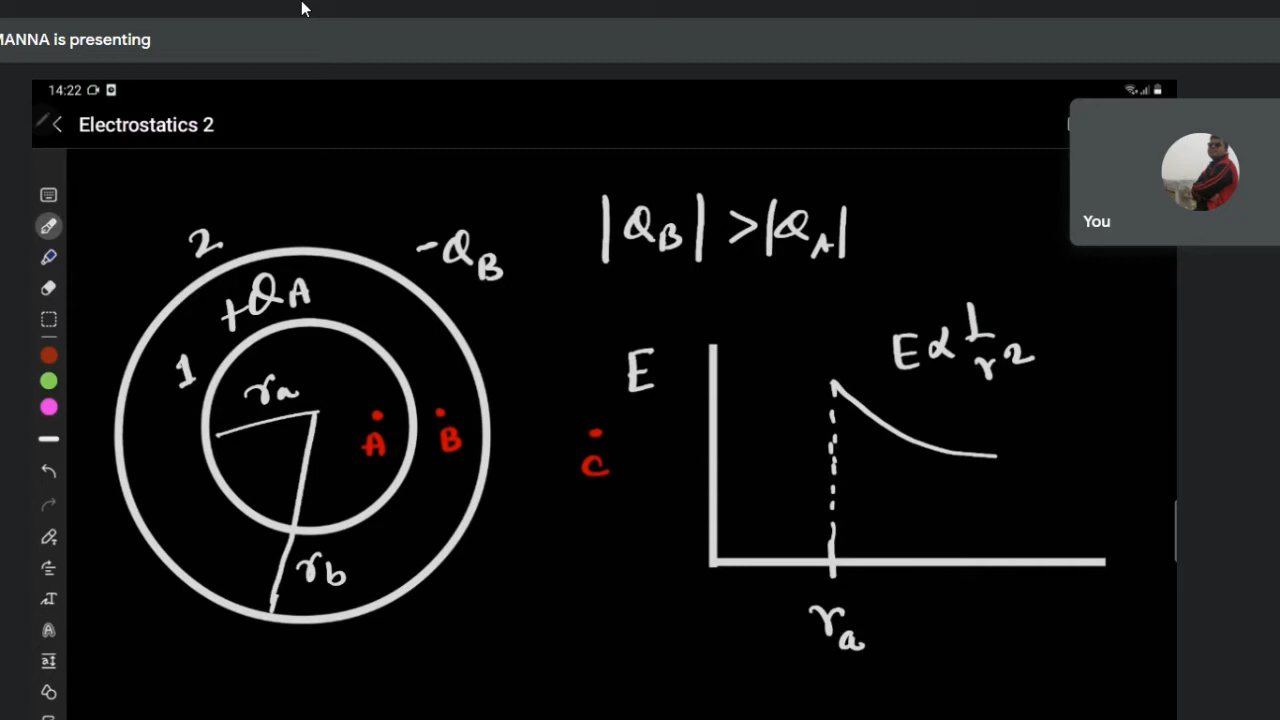 MANNA is presenting
14:22
Electrostatics 2
You
|QB| > |QA|
2
-QB
+QA
1
ra
A
B
C
rb
E
E ∝ 1/r²
ra